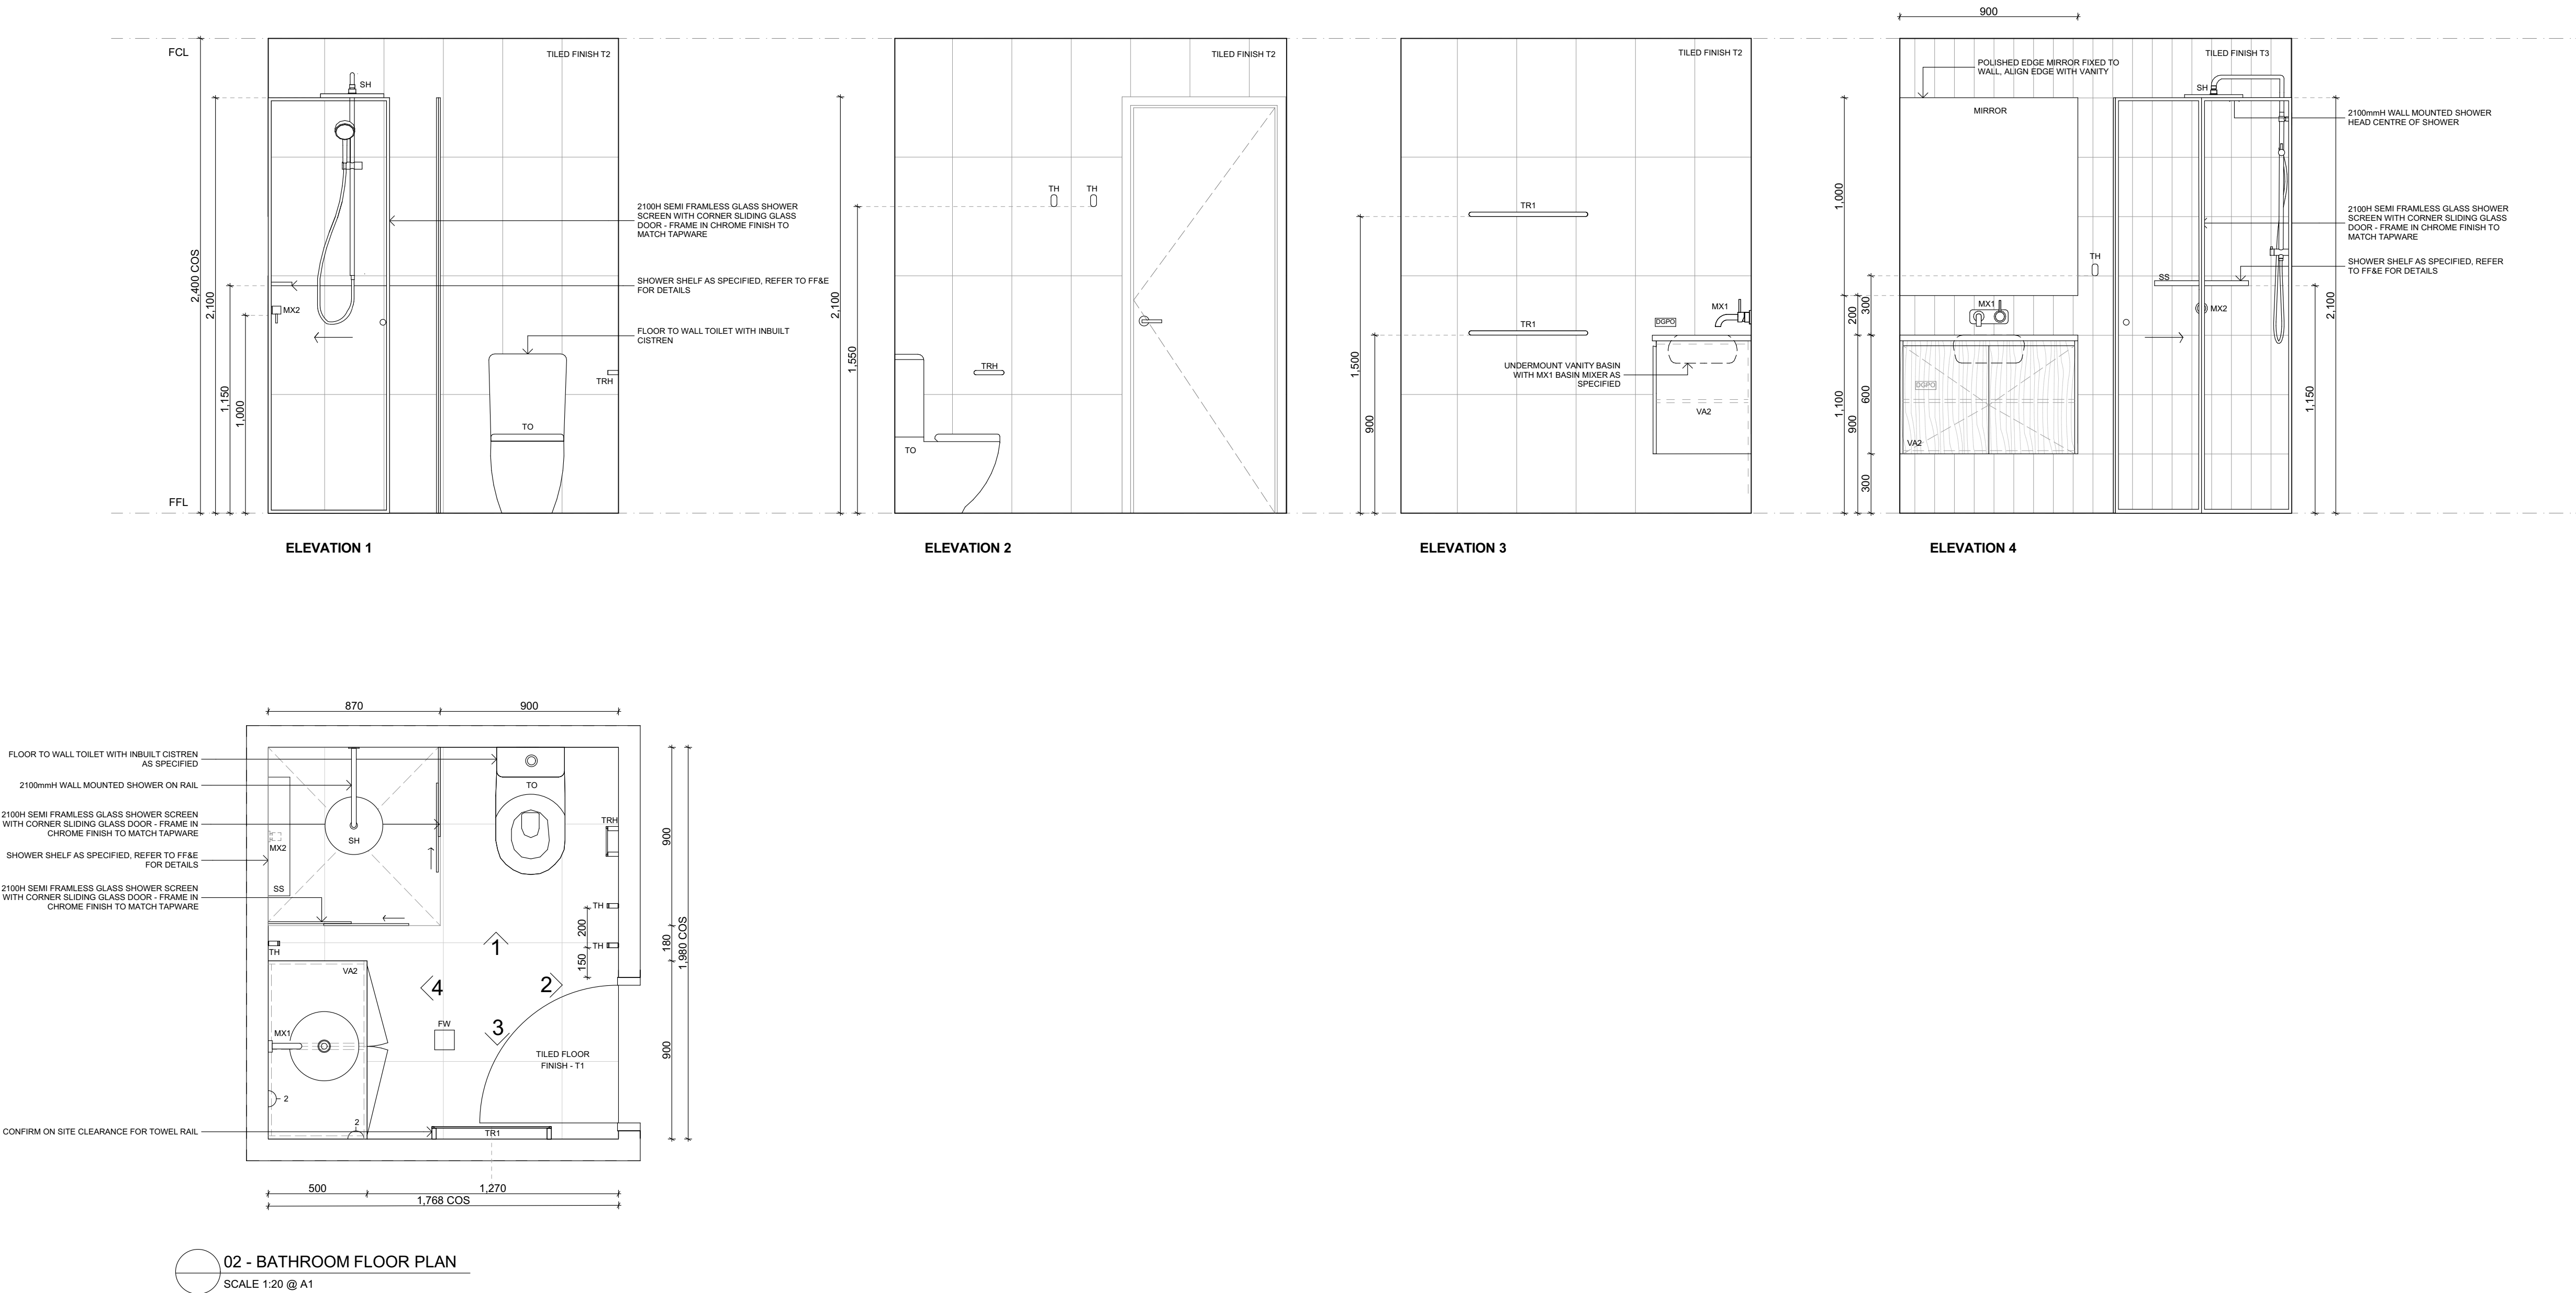 FCL
FFL
2,400 COS
2,100
1,150
1,000
TILED FINISH T2
SH
MX2
TO
TRH
2100H SEMI FRAMLESS GLASS SHOWER
SCREEN WITH CORNER SLIDING GLASS
DOOR - FRAME IN CHROME FINISH TO
MATCH TAPWARE
SHOWER SHELF AS SPECIFIED, REFER TO FF&E
FOR DETAILS
FLOOR TO WALL TOILET WITH INBUILT
CISTREN
ELEVATION 1
2,100
1,550
TILED FINISH T2
TH
TH
TRH
TO
ELEVATION 2
1,500
900
TILED FINISH T2
TR1
TR1
DGPO
MX1
UNDERMOUNT VANITY BASIN
WITH MX1 BASIN MIXER AS
SPECIFIED
VA2
ELEVATION 3
900
TILED FINISH T3
POLISHED EDGE MIRROR FIXED TO
WALL, ALIGN EDGE WITH VANITY
MIRROR
SH
2100mmH WALL MOUNTED SHOWER
HEAD CENTRE OF SHOWER
1,000
1,100
200
900
300
600
300
TH
SS
MX1
MX2
DGPO
VA2
2100H SEMI FRAMLESS GLASS SHOWER
SCREEN WITH CORNER SLIDING GLASS
DOOR - FRAME IN CHROME FINISH TO
MATCH TAPWARE
SHOWER SHELF AS SPECIFIED, REFER
TO FF&E FOR DETAILS
2,100
1,150
ELEVATION 4
870
900
FLOOR TO WALL TOILET WITH INBUILT CISTREN
AS SPECIFIED
2100mmH WALL MOUNTED SHOWER ON RAIL
2100H SEMI FRAMLESS GLASS SHOWER SCREEN
WITH CORNER SLIDING GLASS DOOR - FRAME IN
CHROME FINISH TO MATCH TAPWARE
SHOWER SHELF AS SPECIFIED, REFER TO FF&E
FOR DETAILS
2100H SEMI FRAMLESS GLASS SHOWER SCREEN
WITH CORNER SLIDING GLASS DOOR - FRAME IN
CHROME FINISH TO MATCH TAPWARE
CONFIRM ON SITE CLEARANCE FOR TOWEL RAIL
TO
TRH
SH
MX2
SS
TH
TH
TH
200
150
900
180
900
1,980 COS
VA2
1
2
3
4
MX1
FW
TILED FLOOR
FINISH - T1
2
2
TR1
500
1,270
1,768 COS
02 - BATHROOM FLOOR PLAN
SCALE 1:20 @ A1